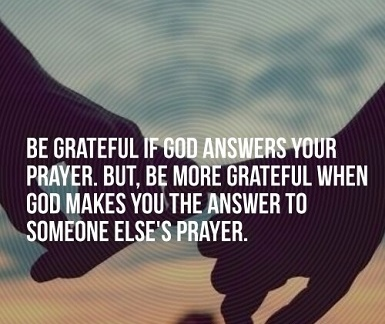 BE GRATEFUL IF GOD ANSWERS YOUR
PRAYER. BUT, BE MORE GRATEFUL WHEN
GOD MAKES YOU THE ANSWER TO
SOMEONE ELSE'S PRAYER.